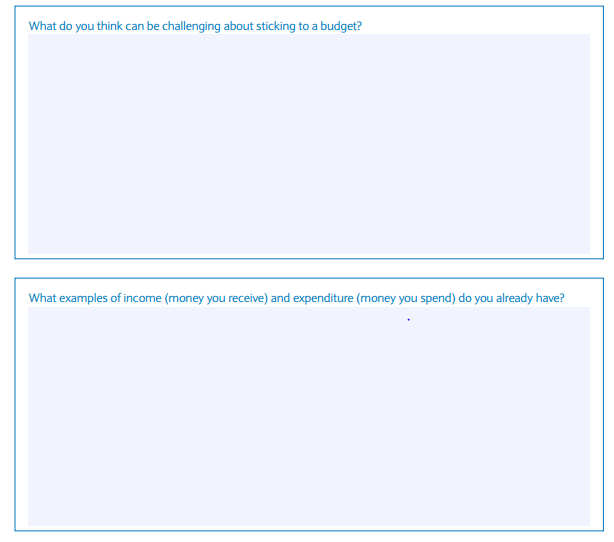 What do you think can be challenging about sticking to a budget?
What examples of income (money you receive) and expenditure (money you spend) do you already have?